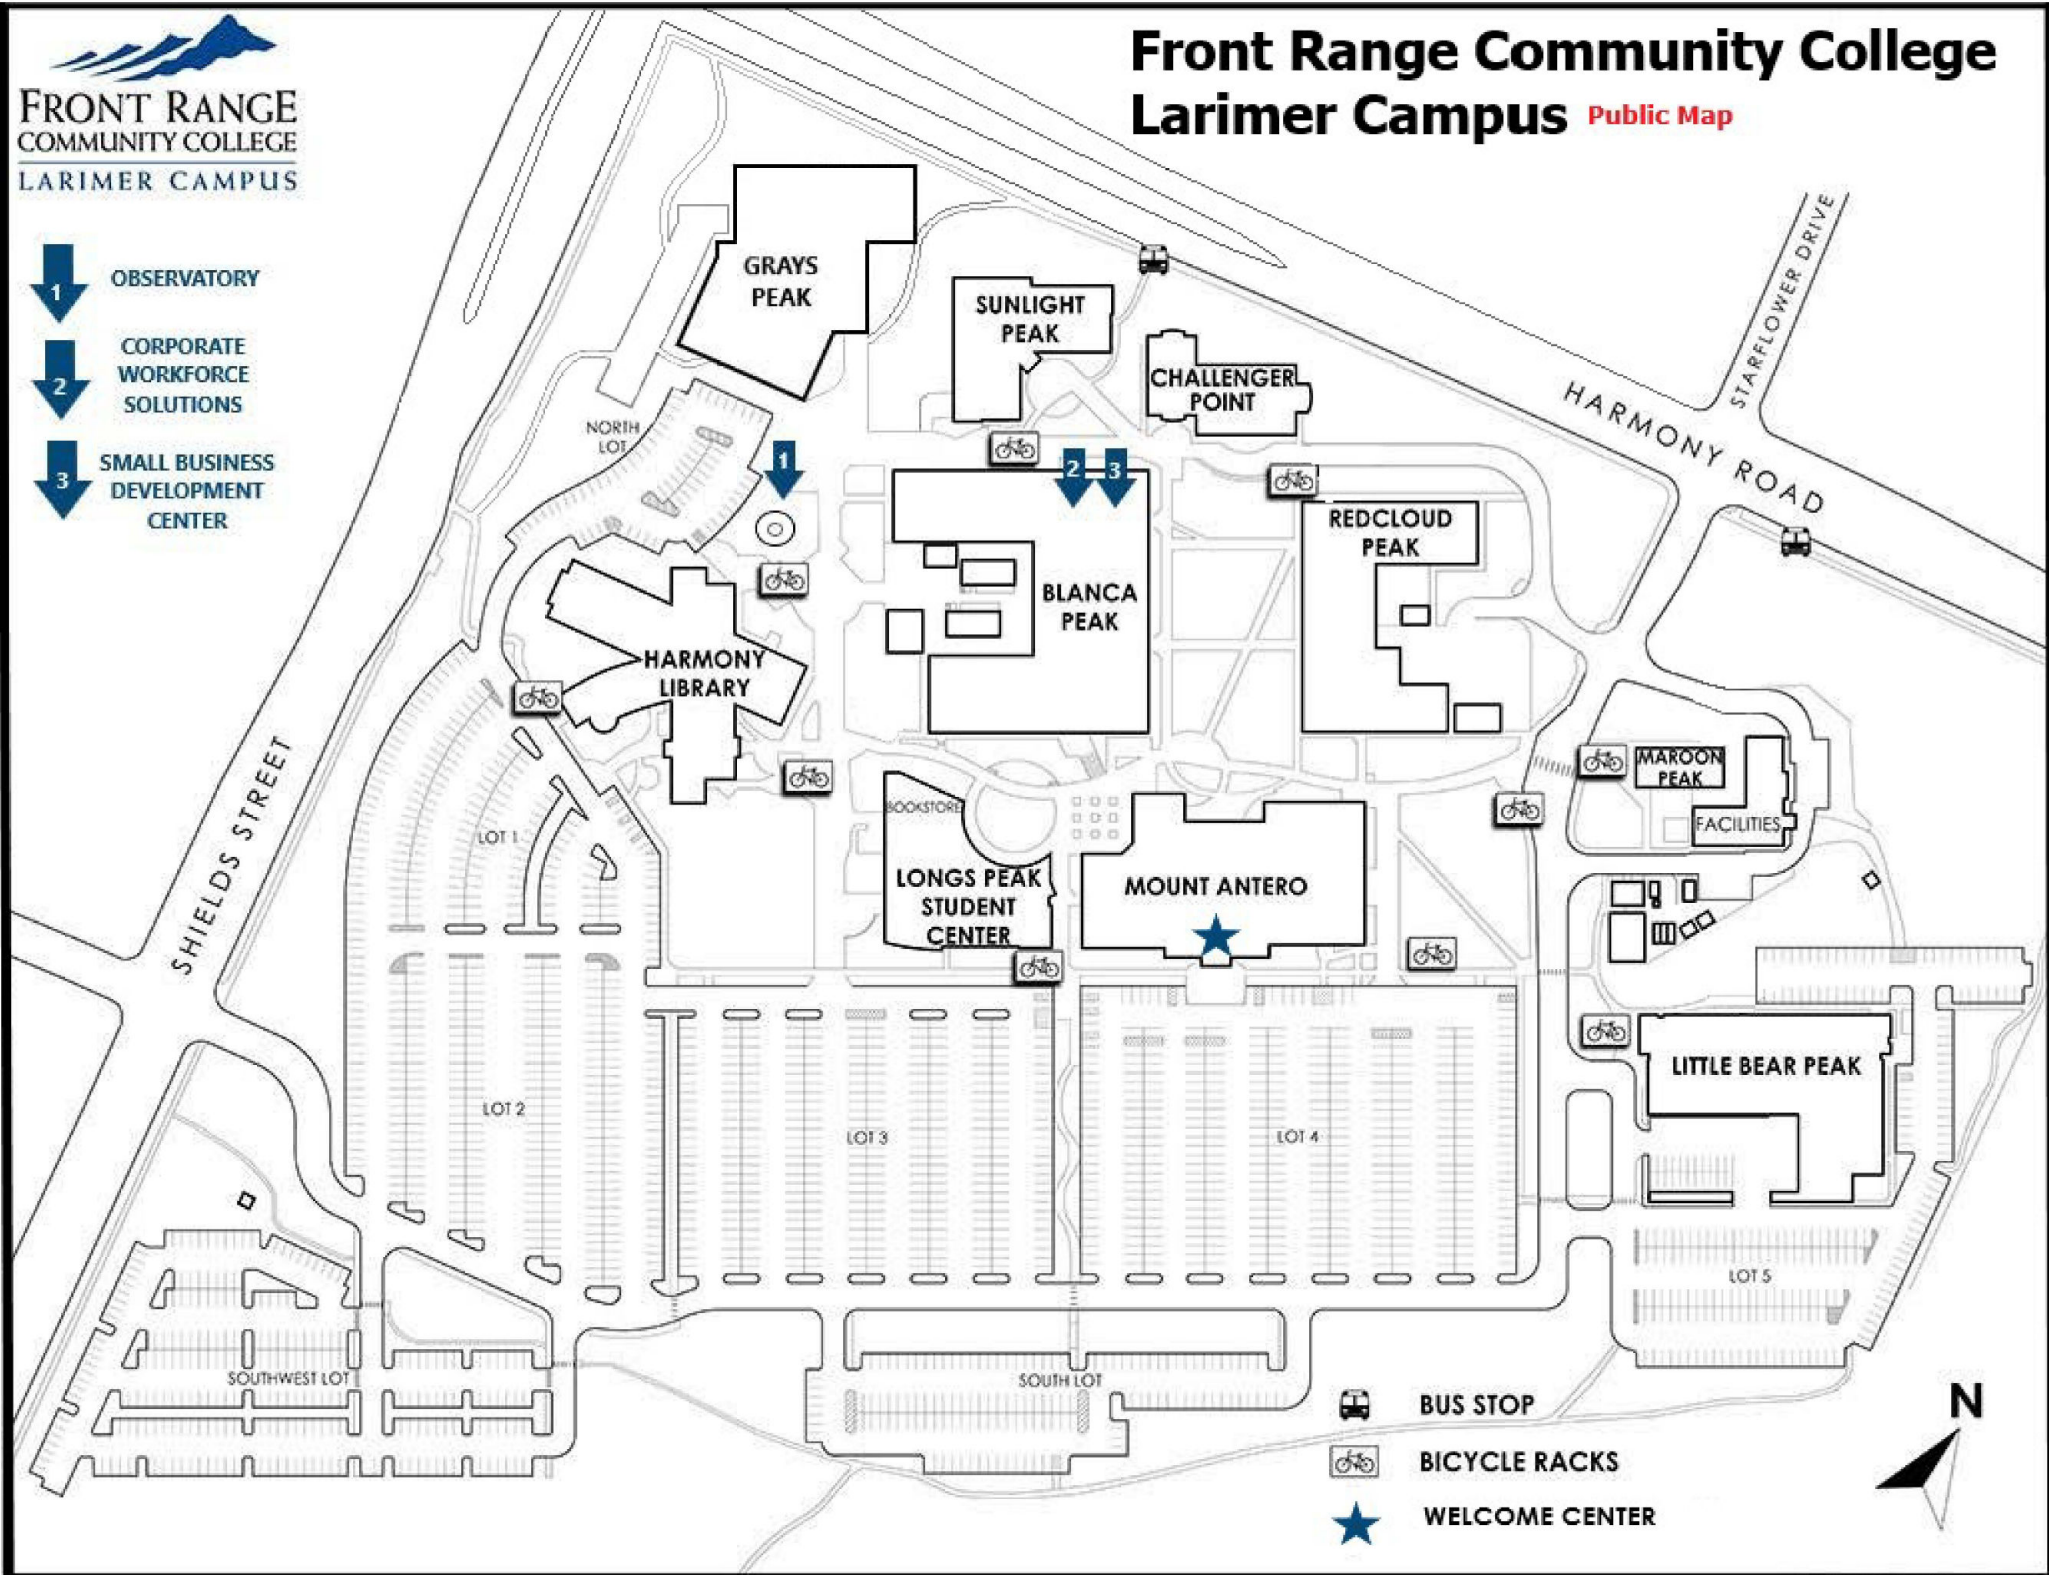 FRONT RANGE
COMMUNITY COLLEGE
LARIMER CAMPUS
Front Range Community College
Larimer Campus Public Map
1 OBSERVATORY
2 CORPORATE
WORKFORCE
SOLUTIONS
3 SMALL BUSINESS
DEVELOPMENT
CENTER
STARFLOWER DRIVE
HARMONY ROAD
SHIELDS STREET
GRAYS
PEAK
SUNLIGHT
PEAK
CHALLENGER
POINT
NORTH
LOT
1
2
3
REDCLOUD
PEAK
BLANCA
PEAK
HARMONY
LIBRARY
MAROON
PEAK
FACILITIES
BOOKSTORE
LOT 1
LONGS PEAK
STUDENT
CENTER
MOUNT ANTERO
LITTLE BEAR PEAK
LOT 2
LOT 3
LOT 4
LOT 5
SOUTHWEST LOT
SOUTH LOT
BUS STOP
BICYCLE RACKS
WELCOME CENTER
N